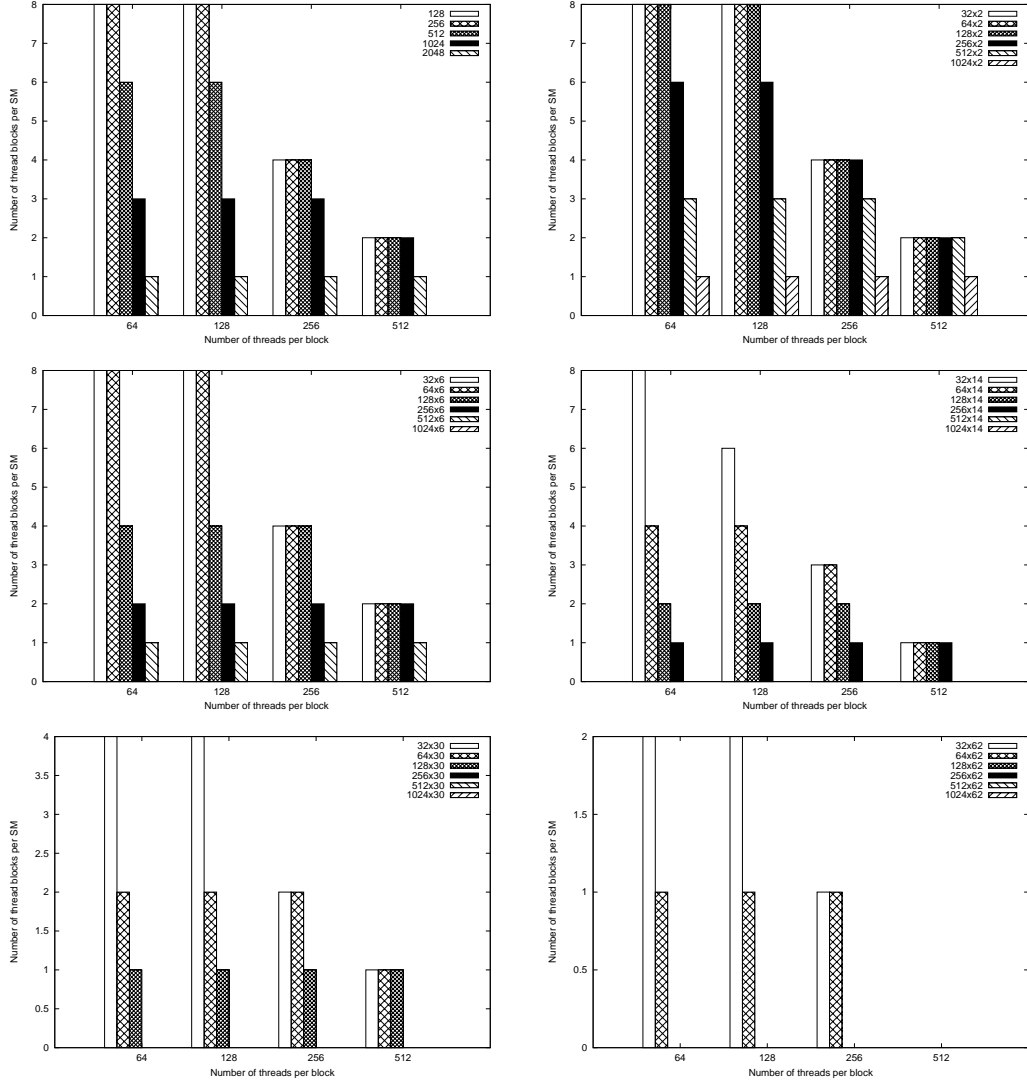 8
7
6
5
4
3
2
1
0
64 128 256 512
Number of threads per block
Number of thread blocks per SM
128
256
512
1024
2048
8
7
6
5
4
3
2
1
0
64 128 256 512
Number of threads per block
Number of thread blocks per SM
32x2
64x2
128x2
256x2
512x2
1024x2
8
7
6
5
4
3
2
1
0
64 128 256 512
Number of threads per block
Number of thread blocks per SM
32x6
64x6
128x6
256x6
512x6
1024x6
8
7
6
5
4
3
2
1
0
64 128 256 512
Number of threads per block
Number of thread blocks per SM
32x14
64x14
128x14
256x14
512x14
1024x14
4
3.5
3
2.5
2
1.5
1
0.5
0
64 128 256 512
Number of threads per block
Number of thread blocks per SM
32x30
64x30
128x30
256x30
512x30
1024x30
2
1.5
1
0.5
0
64 128 256 512
Number of threads per block
Number of thread blocks per SM
32x62
64x62
128x62
256x62
512x62
1024x62